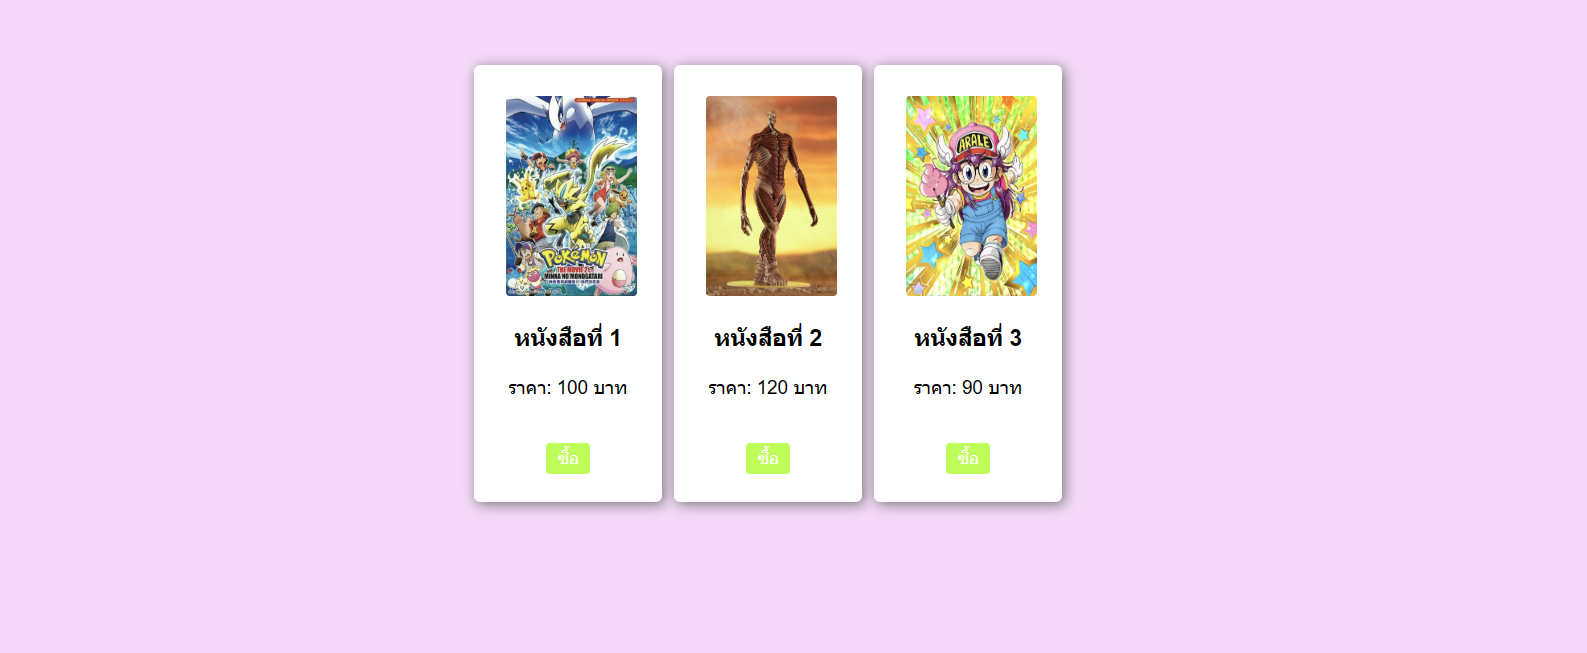 POKéMON
THE MOVIE 21:
MINNA NO MONOGATARI
ARALE
หนังสือที่ 1
หนังสือที่ 2
หนังสือที่ 3
ราคา: 100 บาท
ราคา: 120 บาท
ราคา: 90 บาท
ซื้อ
ซื้อ
ซื้อ